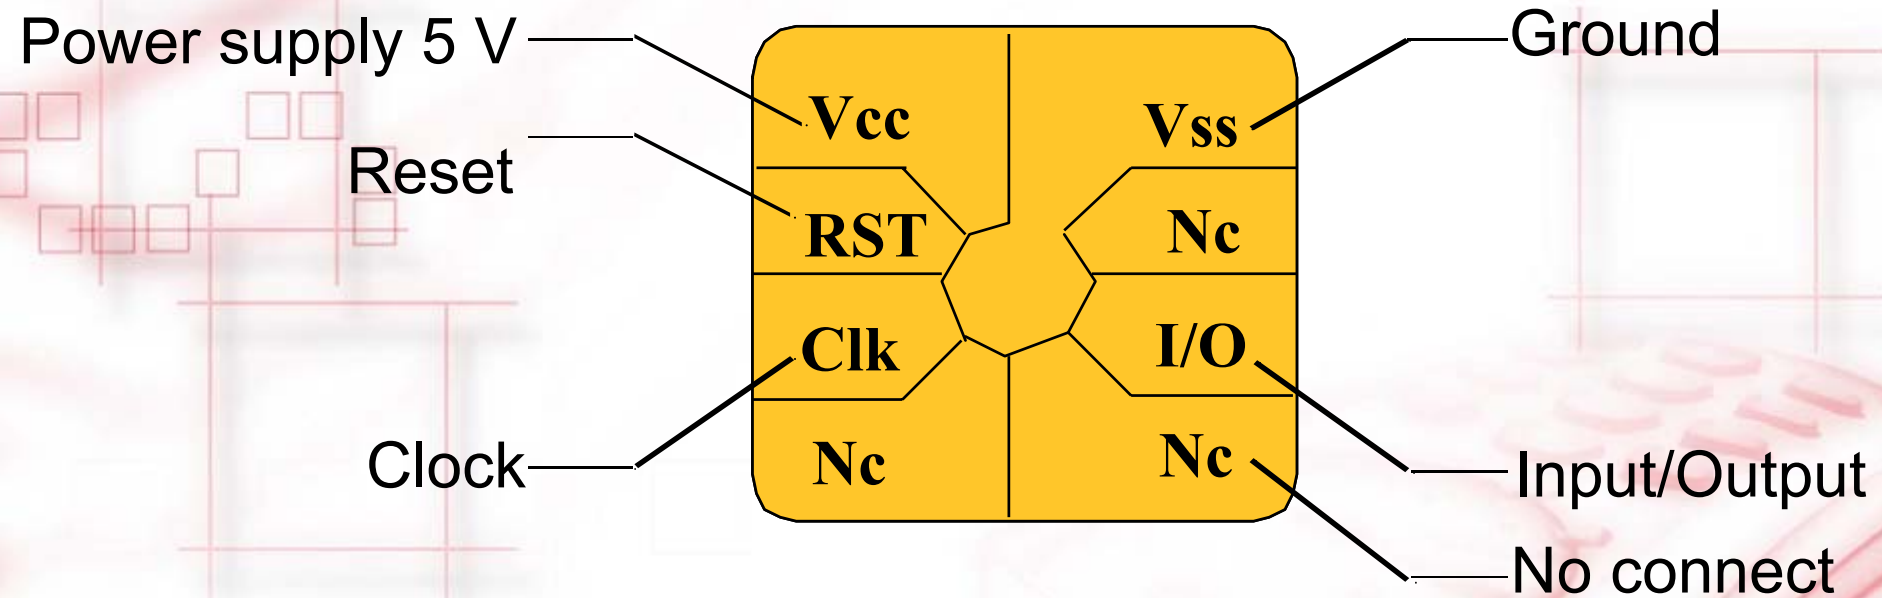 Power supply 5 V
Ground
Vcc
Vss
Reset
RST
Nc
Clk
I/O
Clock
Nc
Nc
Input/Output
No connect